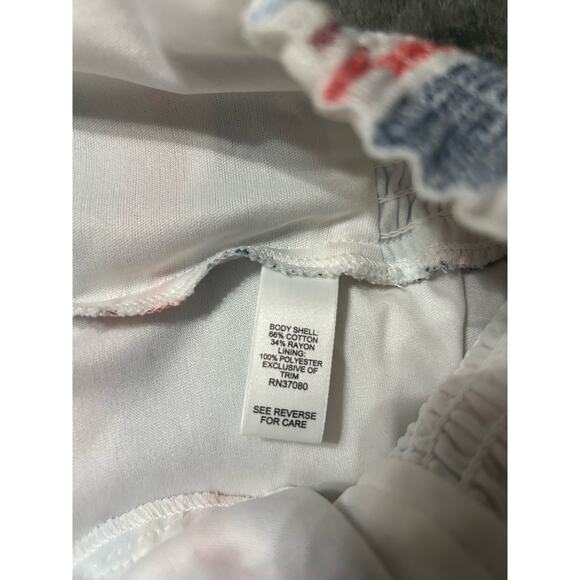 BODY SHELL:
66% COTTON
34% RAYON
LINING:
100% POLYESTER
EXCLUSIVE OF
TRIM
RN37080
SEE REVERSE
FOR CARE